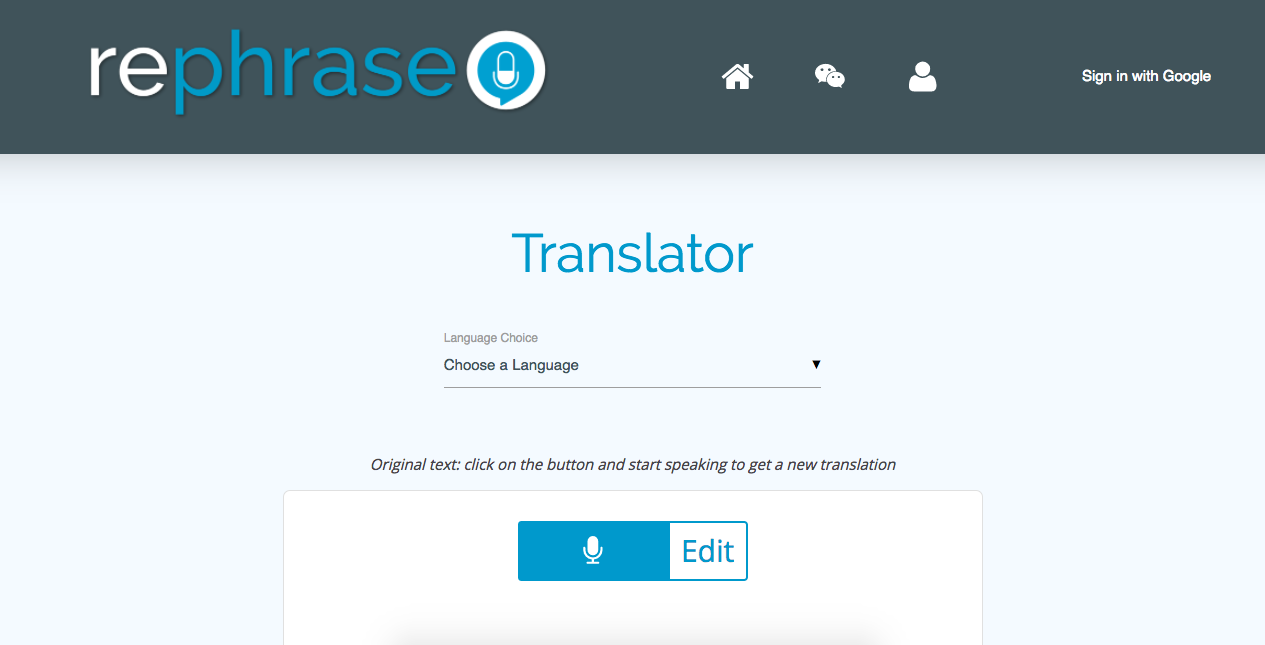 rephrase
Sign in with Google
Translator
Language Choice
Choose a Language
Original text: click on the button and start speaking to get a new translation
Edit